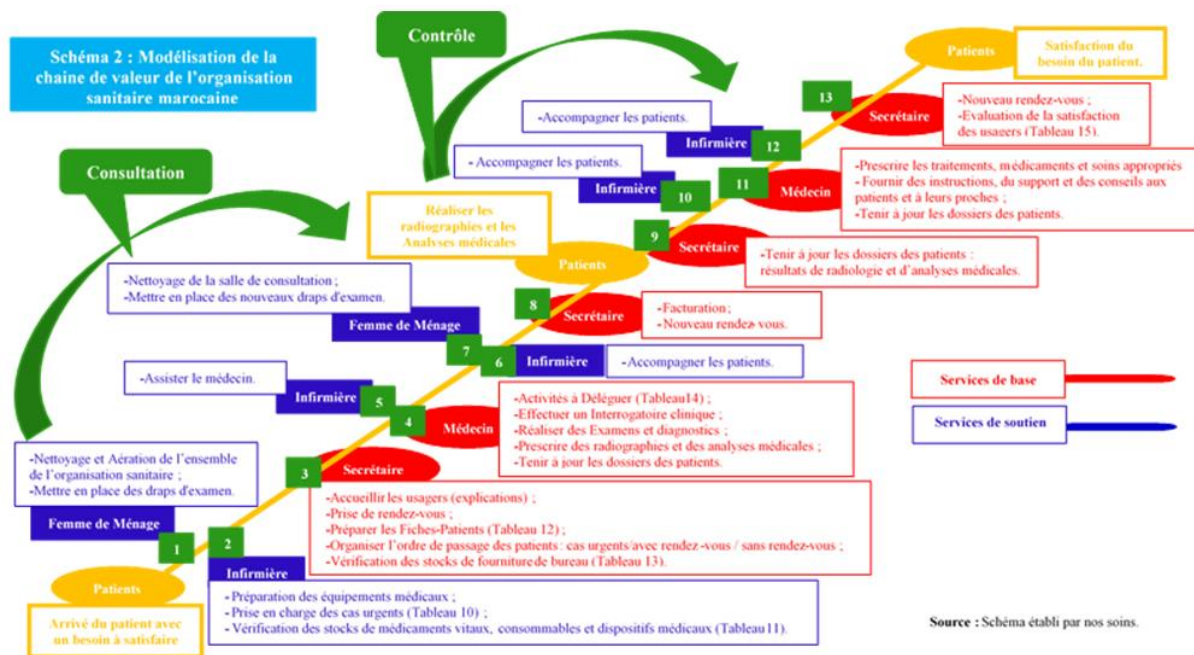 Schéma 2 : Modélisation de la
chaine de valeur de l'organisation
sanitaire marocaine
Contrôle
Patients
Satisfaction du
besoin du patient.
13
Secrétaire
-Nouveau rendez-vous ;
-Evaluation de la satisfaction
des usagers (Tableau 15).
-Accompagner les patients.
Infirmière
12
Consultation
-Accompagner les patients.
Infirmière
10
11
Médecin
-Prescrire les traitements, médicaments et soins appropriés
-Fournir des instructions, du support et des conseils aux
patients et à leurs proches ;
-Tenir à jour les dossiers des patients.
Réaliser les
radiographies et les
Analyses médicales
9
Secrétaire
-Tenir à jour les dossiers des patients :
résultats de radiologie et d'analyses médicales.
Patients
-Nettoyage de la salle de consultation ;
-Mettre en place des nouveaux draps d'examen.
Femme de Ménage
8
Secrétaire
-Facturation ;
-Nouveau rendez-vous.
7
6
Infirmière
-Accompagner les patients.
-Assister le médecin.
Infirmière
5
4
Médecin
-Activités à Déléguer (Tableau14) ;
-Effectuer un Interrogatoire clinique ;
-Réaliser des Examens et diagnostics ;
-Prescrire des radiographies et des analyses médicales ;
-Tenir à jour les dossiers des patients.
Services de base
Services de soutien
-Nettoyage et Aération de l'ensemble
de l'organisation sanitaire ;
-Mettre en place des draps d'examen.
Femme de Ménage
3
Secrétaire
-Accueillir les usagers (explications) ;
-Prise de rendez-vous ;
-Préparer les Fiches-Patients (Tableau 12) ;
-Organiser l'ordre de passage des patients : cas urgents/avec rendez-vous / sans rendez-vous ;
-Vérification des stocks de fourniture de bureau (Tableau 13).
1
2
Infirmière
-Préparation des équipements médicaux ;
-Prise en charge des cas urgents (Tableau 10) ;
-Vérification des stocks de médicaments vitaux, consommables et dispositifs médicaux (Tableau 11).
Patients
Arrivé du patient avec
un besoin à satisfaire
Source : Schéma établi par nos soins.